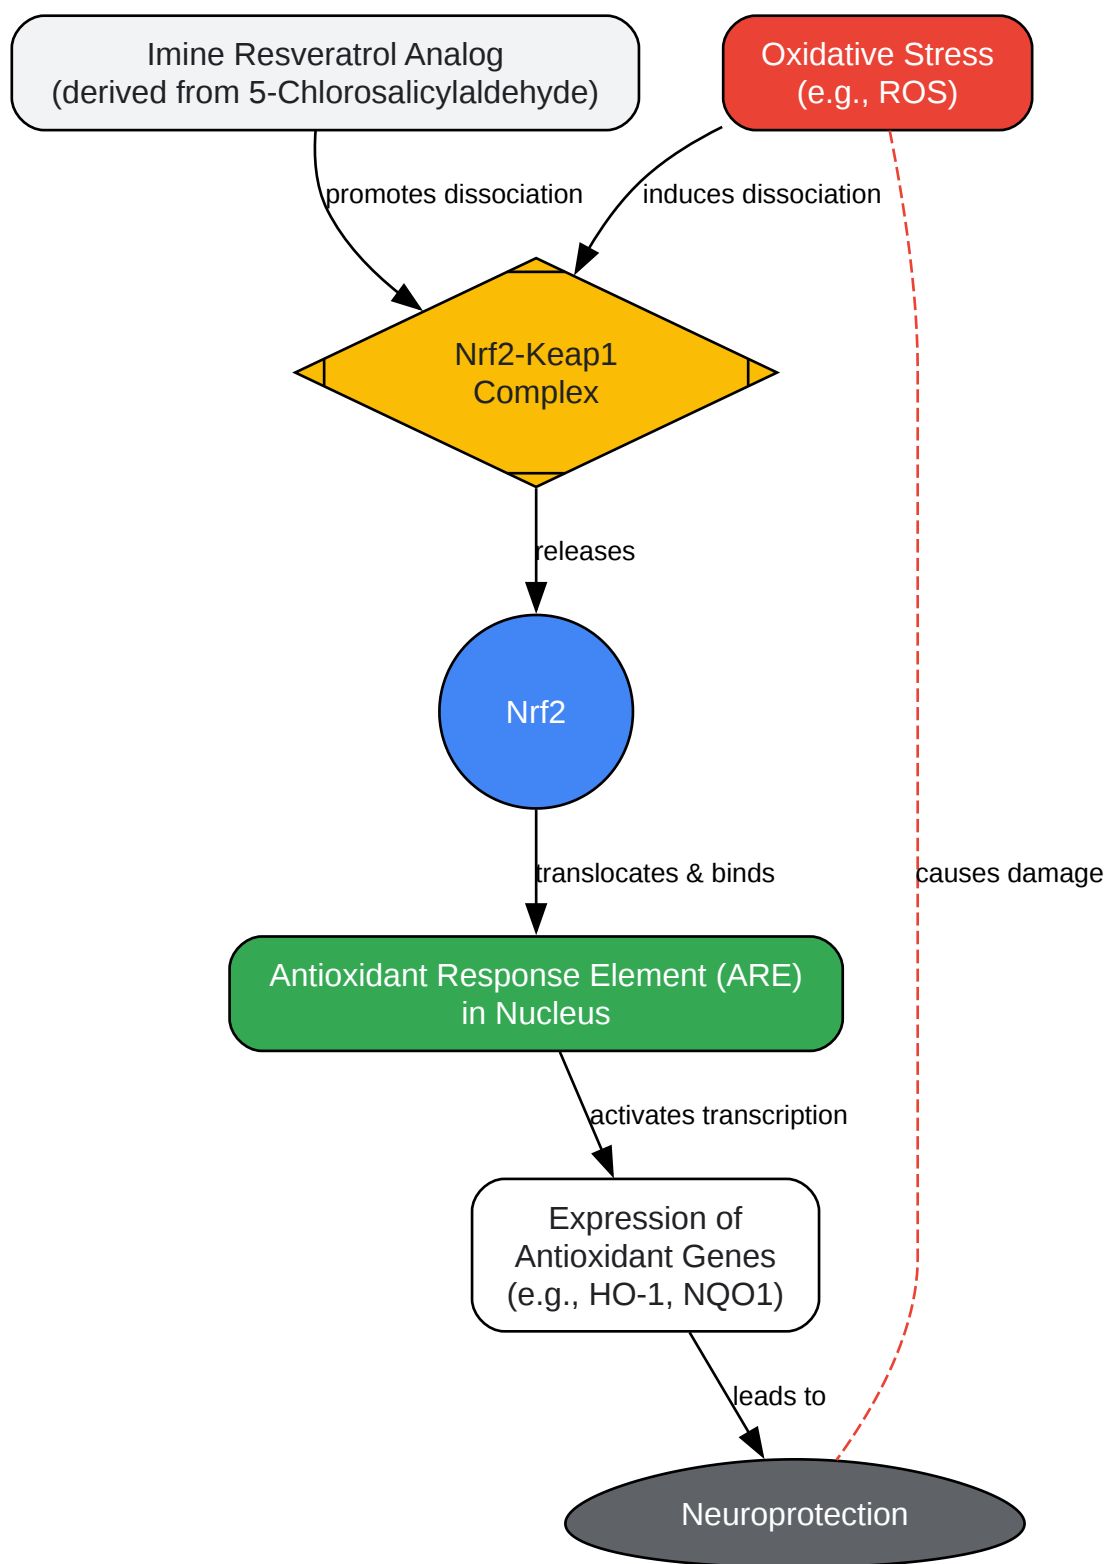 Imine Resveratrol Analog
(derived from 5-Chlorosalicylaldehyde)
Oxidative Stress
(e.g., ROS)
promotes dissociation
induces dissociation
Nrf2-Keap1
Complex
releases
Nrf2
translocates & binds
causes damage
Antioxidant Response Element (ARE)
in Nucleus
activates transcription
Expression of
Antioxidant Genes
(e.g., HO-1, NQO1)
leads to
Neuroprotection